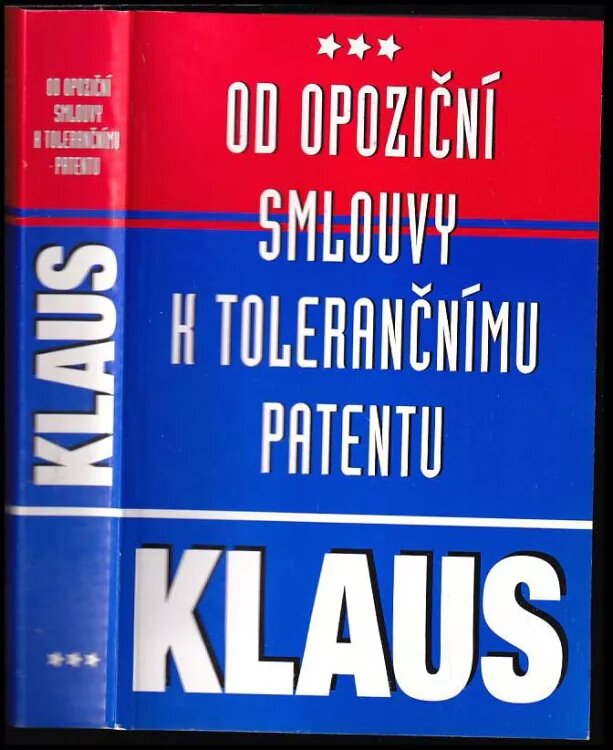 OD OPOZIČNÍ
SMLOUVY
K TOLERANČNÍMU
PATENTU
KLAUS
OD OPOZIČNÍ
SMLOUVY
K TOLERANČNÍMU
PATENTU
KLAUS